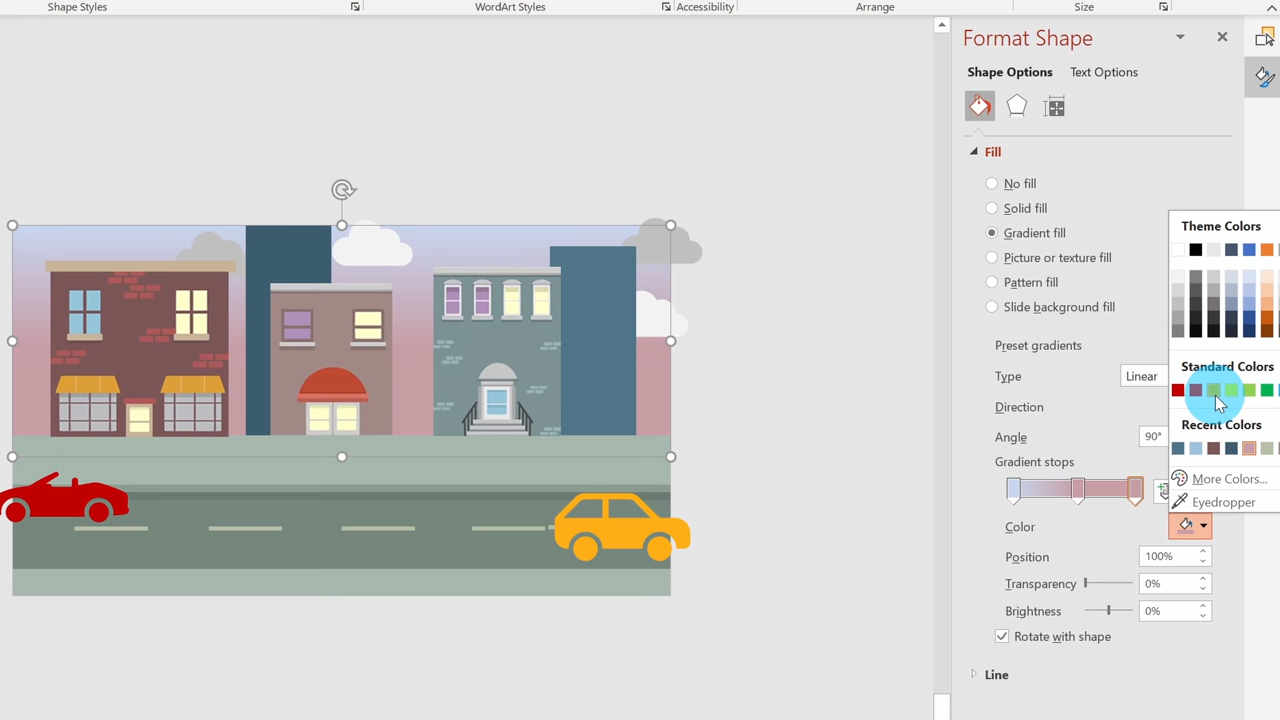 Shape Styles
WordArt Styles
Accessibility
Arrange
Size
Format Shape
Shape Options
Text Options
Fill
No fill
Solid fill
Gradient fill
Picture or texture fill
Pattern fill
Slide background fill
Preset gradients
Type
Linear
Direction
Angle
90°
Gradient stops
Color
Position
100%
Transparency
0%
Brightness
0%
Rotate with shape
Line
Theme Colors
Standard Colors
Recent Colors
More Colors...
Eyedropper